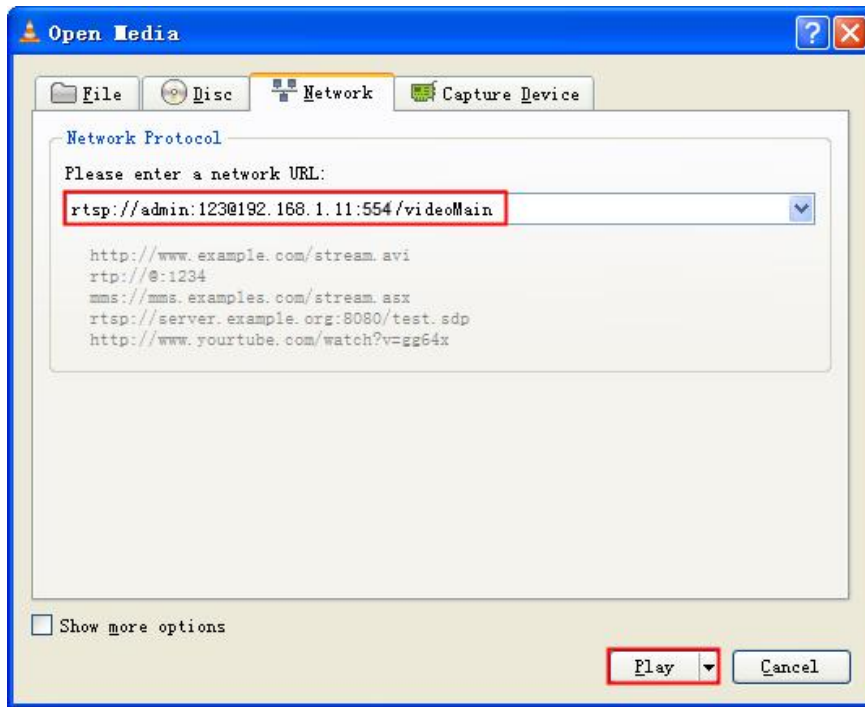 Open Media
File Disc Network Capture Device
Network Protocol
Please enter a network URL:
rtsp://admin:123@192.168.1.11:554/videoMain
http://www.example.com/stream.avi
rtp://@:1234
mms://mms.examples.com/stream.asx
rtsp://server.example.org:8080/test.sdp
http://www.yourtube.com/watch?v=gg64x
Show more options
Play Cancel